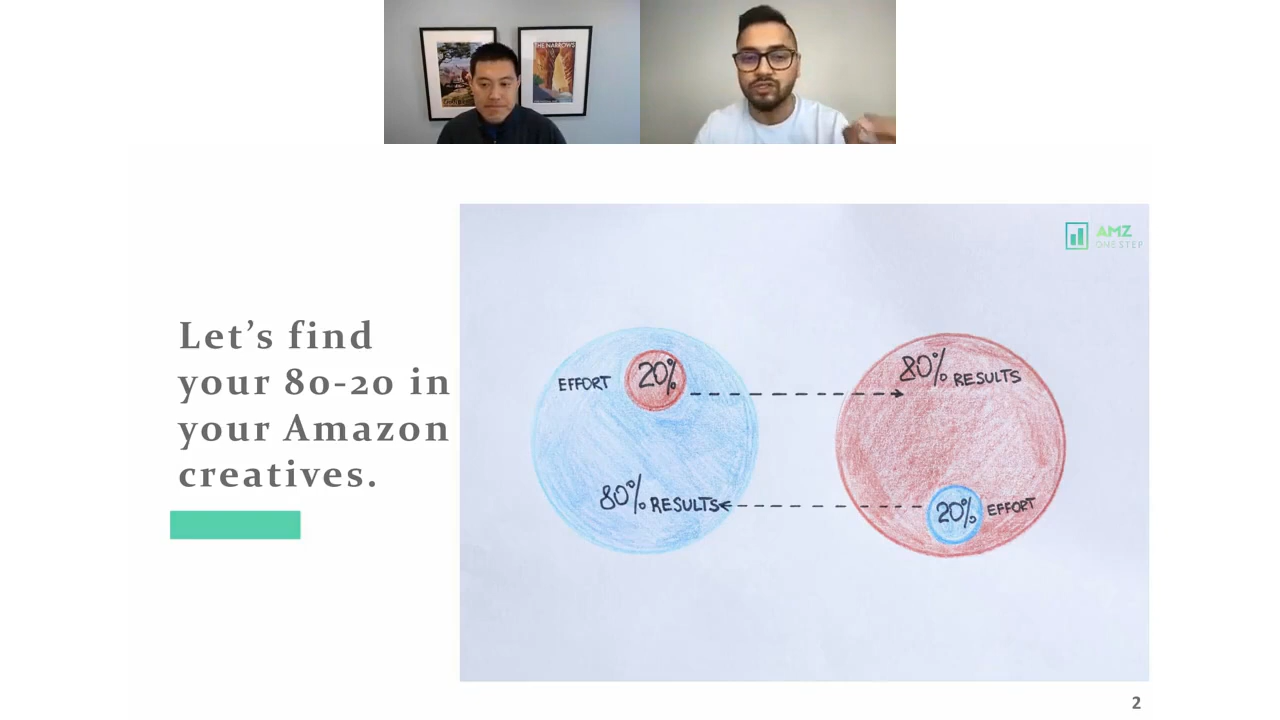 THE NARROWS
AMZ
ONE STEP
Let's find
your 80-20 in
your Amazon
creatives.
EFFORT 20%
80% RESULTS
80% RESULTS
20% EFFORT
2